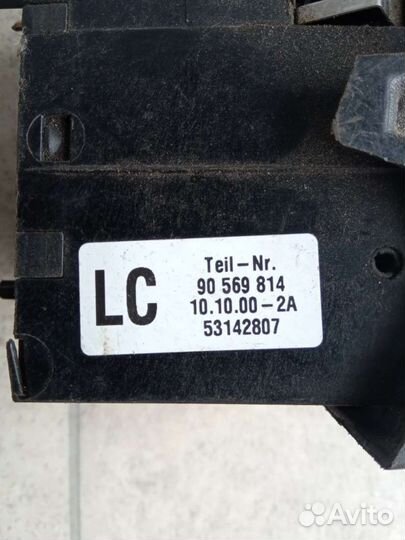 LC
Teil-Nr.
90 569 814
10.10.00-2A
53142807
Avito